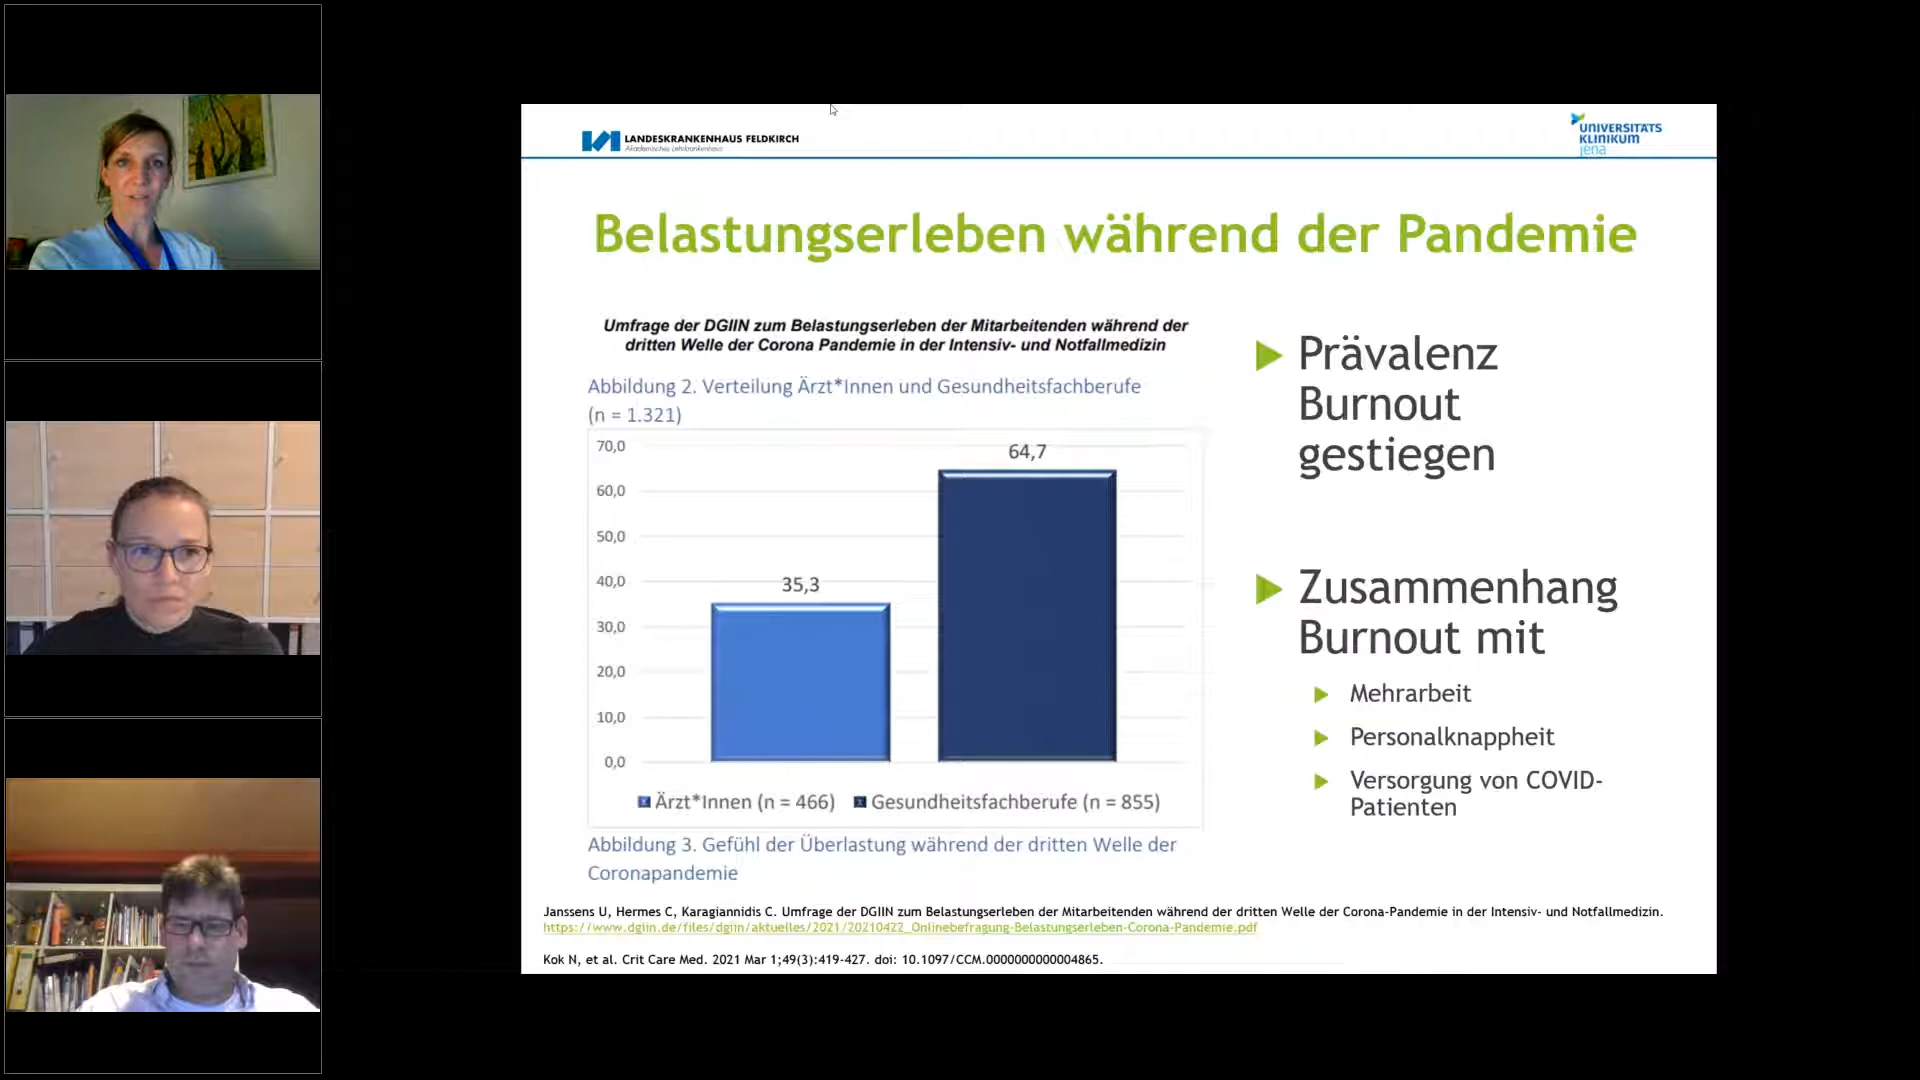 LANDESKRANKENHAUS FELDKIRCH
Akademisches Lehrkrankenhaus
UNIVERSITÄTS
KLINIKUM
jena
Belastungserleben während der Pandemie
Umfrage der DGIIN zum Belastungserleben der Mitarbeitenden während der
dritten Welle der Corona Pandemie in der Intensiv- und Notfallmedizin
Abbildung 2. Verteilung Ärzt*Innen und Gesundheitsfachberufe
(n = 1.321)
70,0
60,0
50,0
40,0
30,0
20,0
10,0
0,0
35,3
64,7
Ärzt*Innen (n = 466)
Gesundheitsfachberufe (n = 855)
Abbildung 3. Gefühl der Überlastung während der dritten Welle der
Coronapandemie
Prävalenz
Burnout
gestiegen
Zusammenhang
Burnout mit
Mehrarbeit
Personalknappheit
Versorgung von COVID-
Patienten
Janssens U, Hermes C, Karagiannidis C. Umfrage der DGIIN zum Belastungserleben der Mitarbeitenden während der dritten Welle der Corona-Pandemie in der Intensiv- und Notfallmedizin.
https://www.dgiin.de/files/dgiin/aktuelles/2021/20210422_Onlinebefragung-Belastungserleben-Corona-Pandemie.pdf
Kok N, et al. Crit Care Med. 2021 Mar 1;49(3):419-427. doi: 10.1097/CCM.0000000000004865.